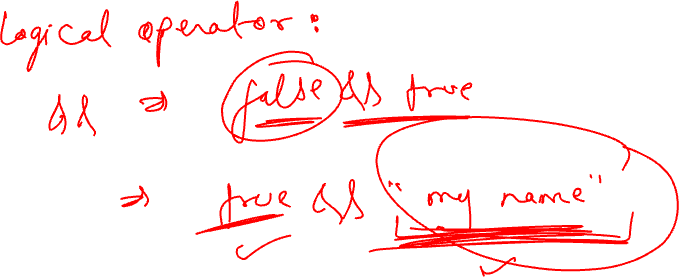 Logical operator:
&& ⇒ false && true
⇒ true && "my name"